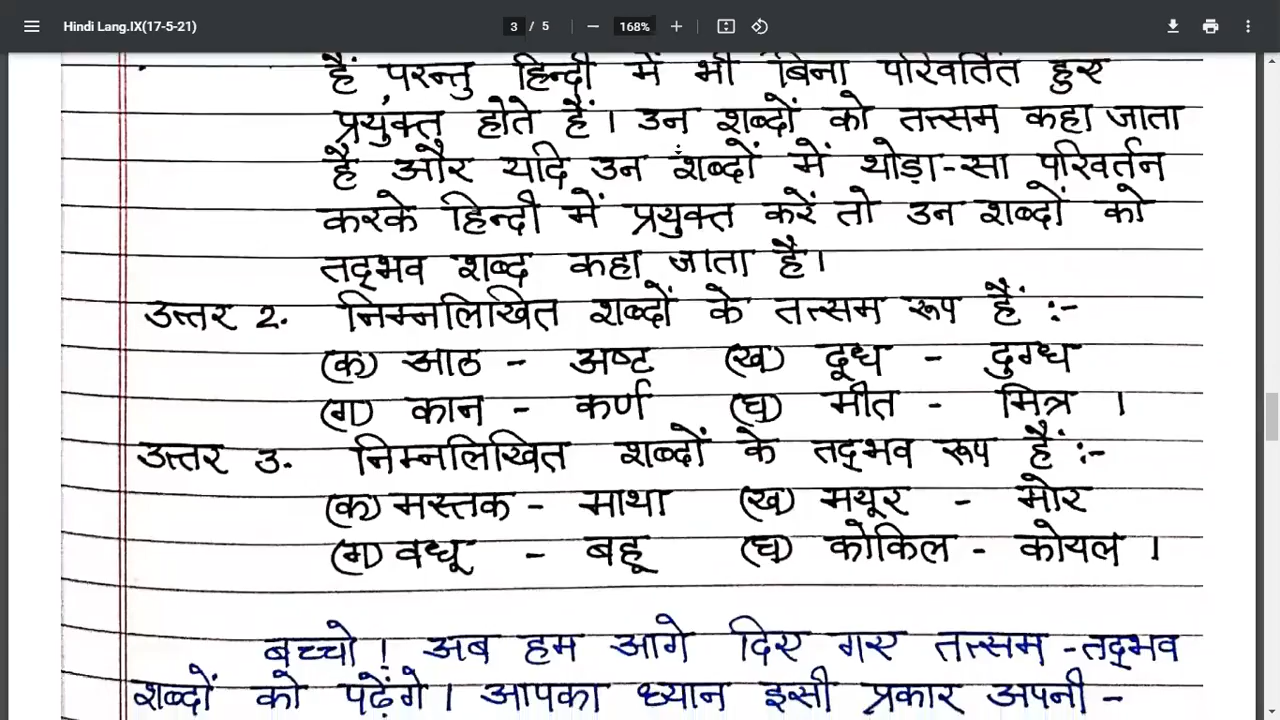 Hindi Lang.IX(17-5-21)
3 / 5
168%
हैं परन्तु हिन्दी में भी बिना परिवर्तित हुए
प्रयुक्त होते हैं। उन शब्दों को तत्सम कहा जाता
है और यदि उन शब्दों में थोड़ा-सा परिवर्तन
करके हिन्दी में प्रयुक्त करें तो उन शब्दों को
तद्‌भव शब्द कहा जाता है।
उत्तर 2. निम्नलिखित शब्दों के तत्सम रूप हैं :-
(क) आठ - अष्ट (ख) दूध - दुग्ध
(ग) कान - कर्ण (घ) मीत - मित्र ।
उत्तर 3. निम्नलिखित शब्दों के तद्‌भव रूप हैं :-
(क) मस्तक - माथा (ख) मयूर - मोर
(ग) वधू - बहू (घ) कोकिल - कोयल ।
बच्चो ! अब हम आगे दिए गए तत्सम -तद्‌भव
शब्दों को पढ़ेंगे । आपका ध्यान इसी प्रकार अपनी -